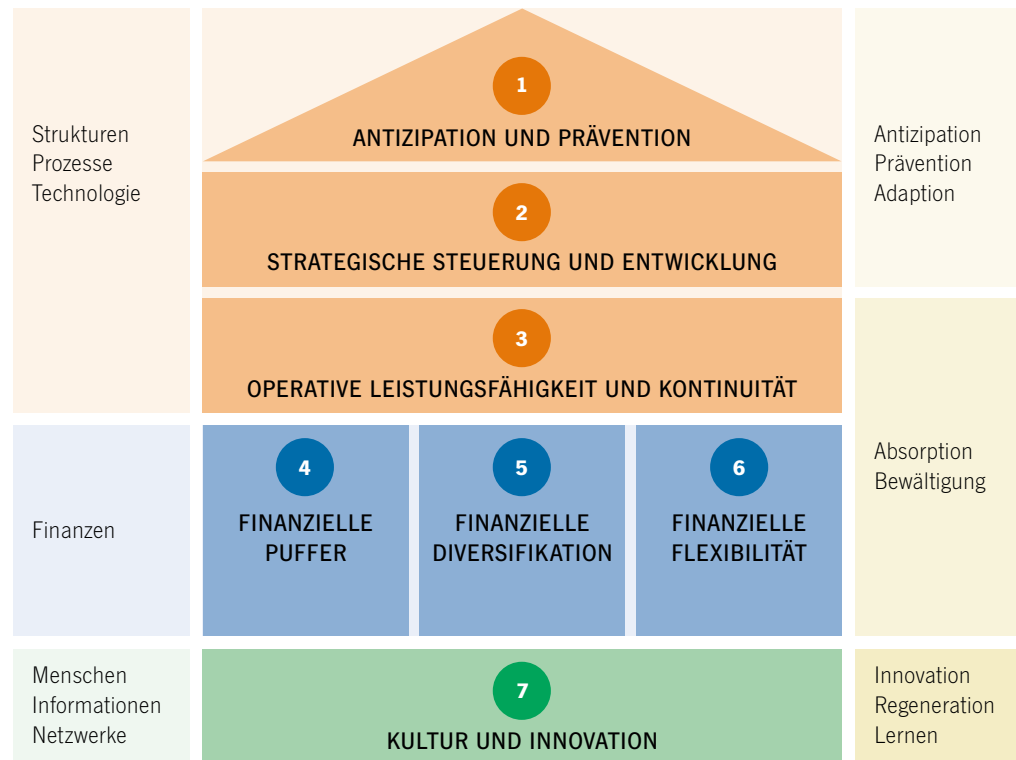 Strukturen
Prozesse
Technologie
1
ANTIZIPATION UND PRÄVENTION
2
STRATEGISCHE STEUERUNG UND ENTWICKLUNG
3
OPERATIVE LEISTUNGSFÄHIGKEIT UND KONTINUITÄT
Antizipation
Prävention
Adaption
Finanzen
4
FINANZIELLE
PUFFER
5
FINANZIELLE
DIVERSIFIKATION
6
FINANZIELLE
FLEXIBILITÄT
Absorption
Bewältigung
Menschen
Informationen
Netzwerke
7
KULTUR UND INNOVATION
Innovation
Regeneration
Lernen